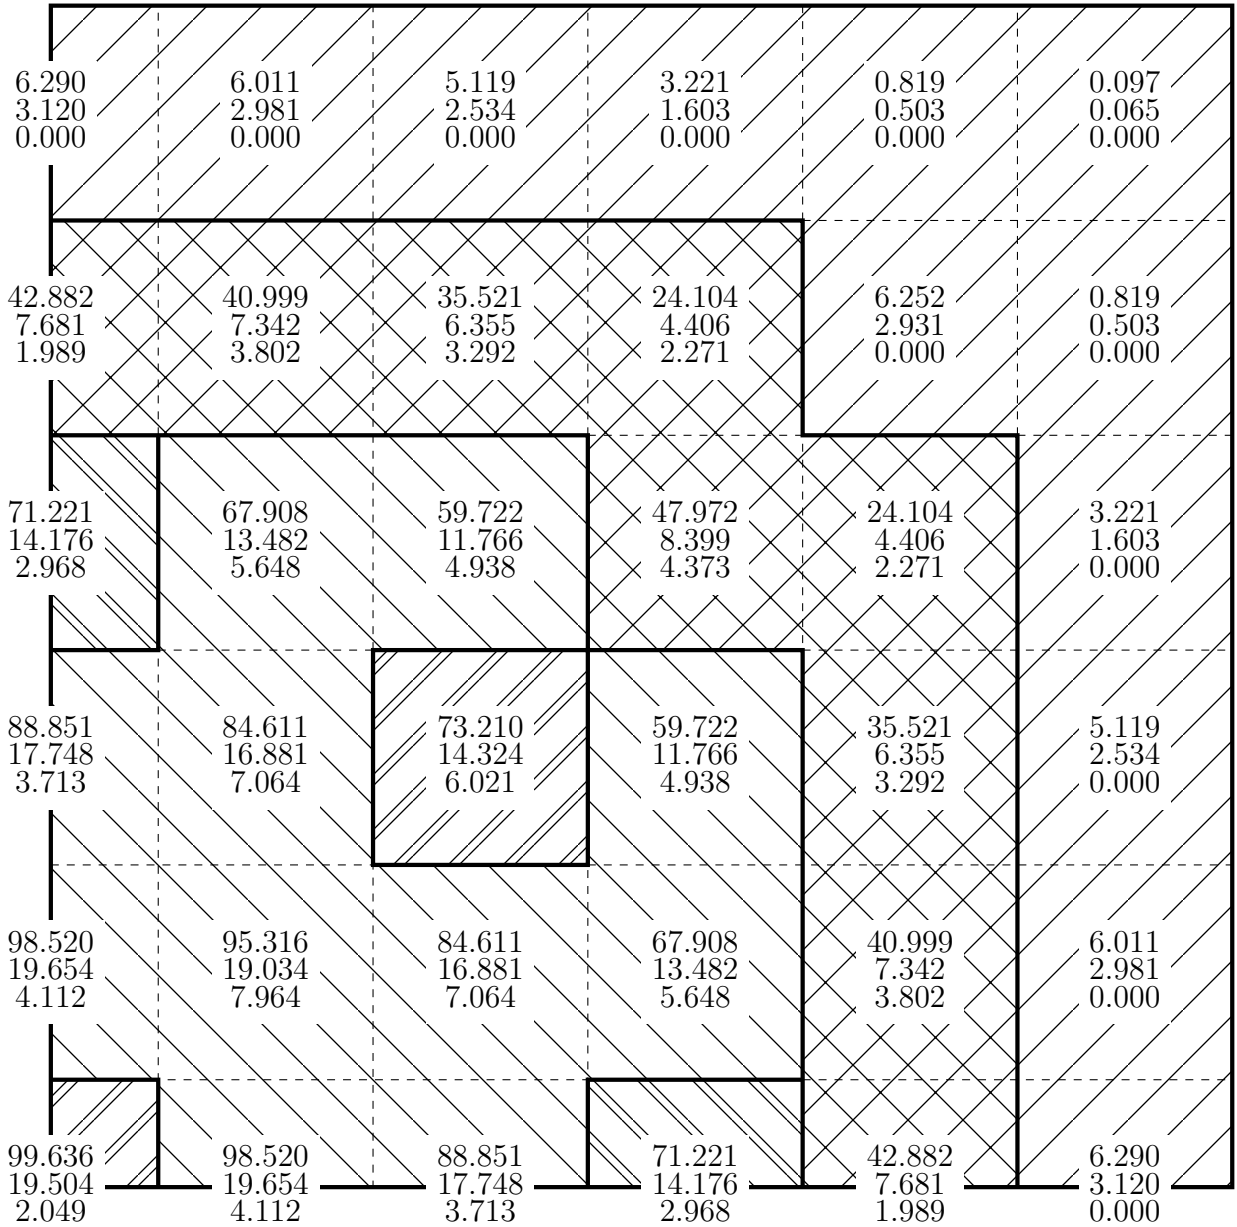 6.290 6.011 5.119 3.221 0.819 0.097
3.120 2.981 2.534 1.603 0.503 0.065
0.000 0.000 0.000 0.000 0.000 0.000
42.882 40.999 35.521 24.104 6.252 0.819
7.681 7.342 6.355 4.406 2.931 0.503
1.989 3.802 3.292 2.271 0.000 0.000
71.221 67.908 59.722 47.972 24.104 3.221
14.176 13.482 11.766 8.399 4.406 1.603
2.968 5.648 4.938 4.373 2.271 0.000
88.851 84.611 73.210 59.722 35.521 5.119
17.748 16.881 14.324 11.766 6.355 2.534
3.713 7.064 6.021 4.938 3.292 0.000
98.520 95.316 84.611 67.908 40.999 6.011
19.654 19.034 16.881 13.482 7.342 2.981
4.112 7.964 7.064 5.648 3.802 0.000
99.636 98.520 88.851 71.221 42.882 6.290
19.504 19.654 17.748 14.176 7.681 3.120
2.049 4.112 3.713 2.968 1.989 0.000